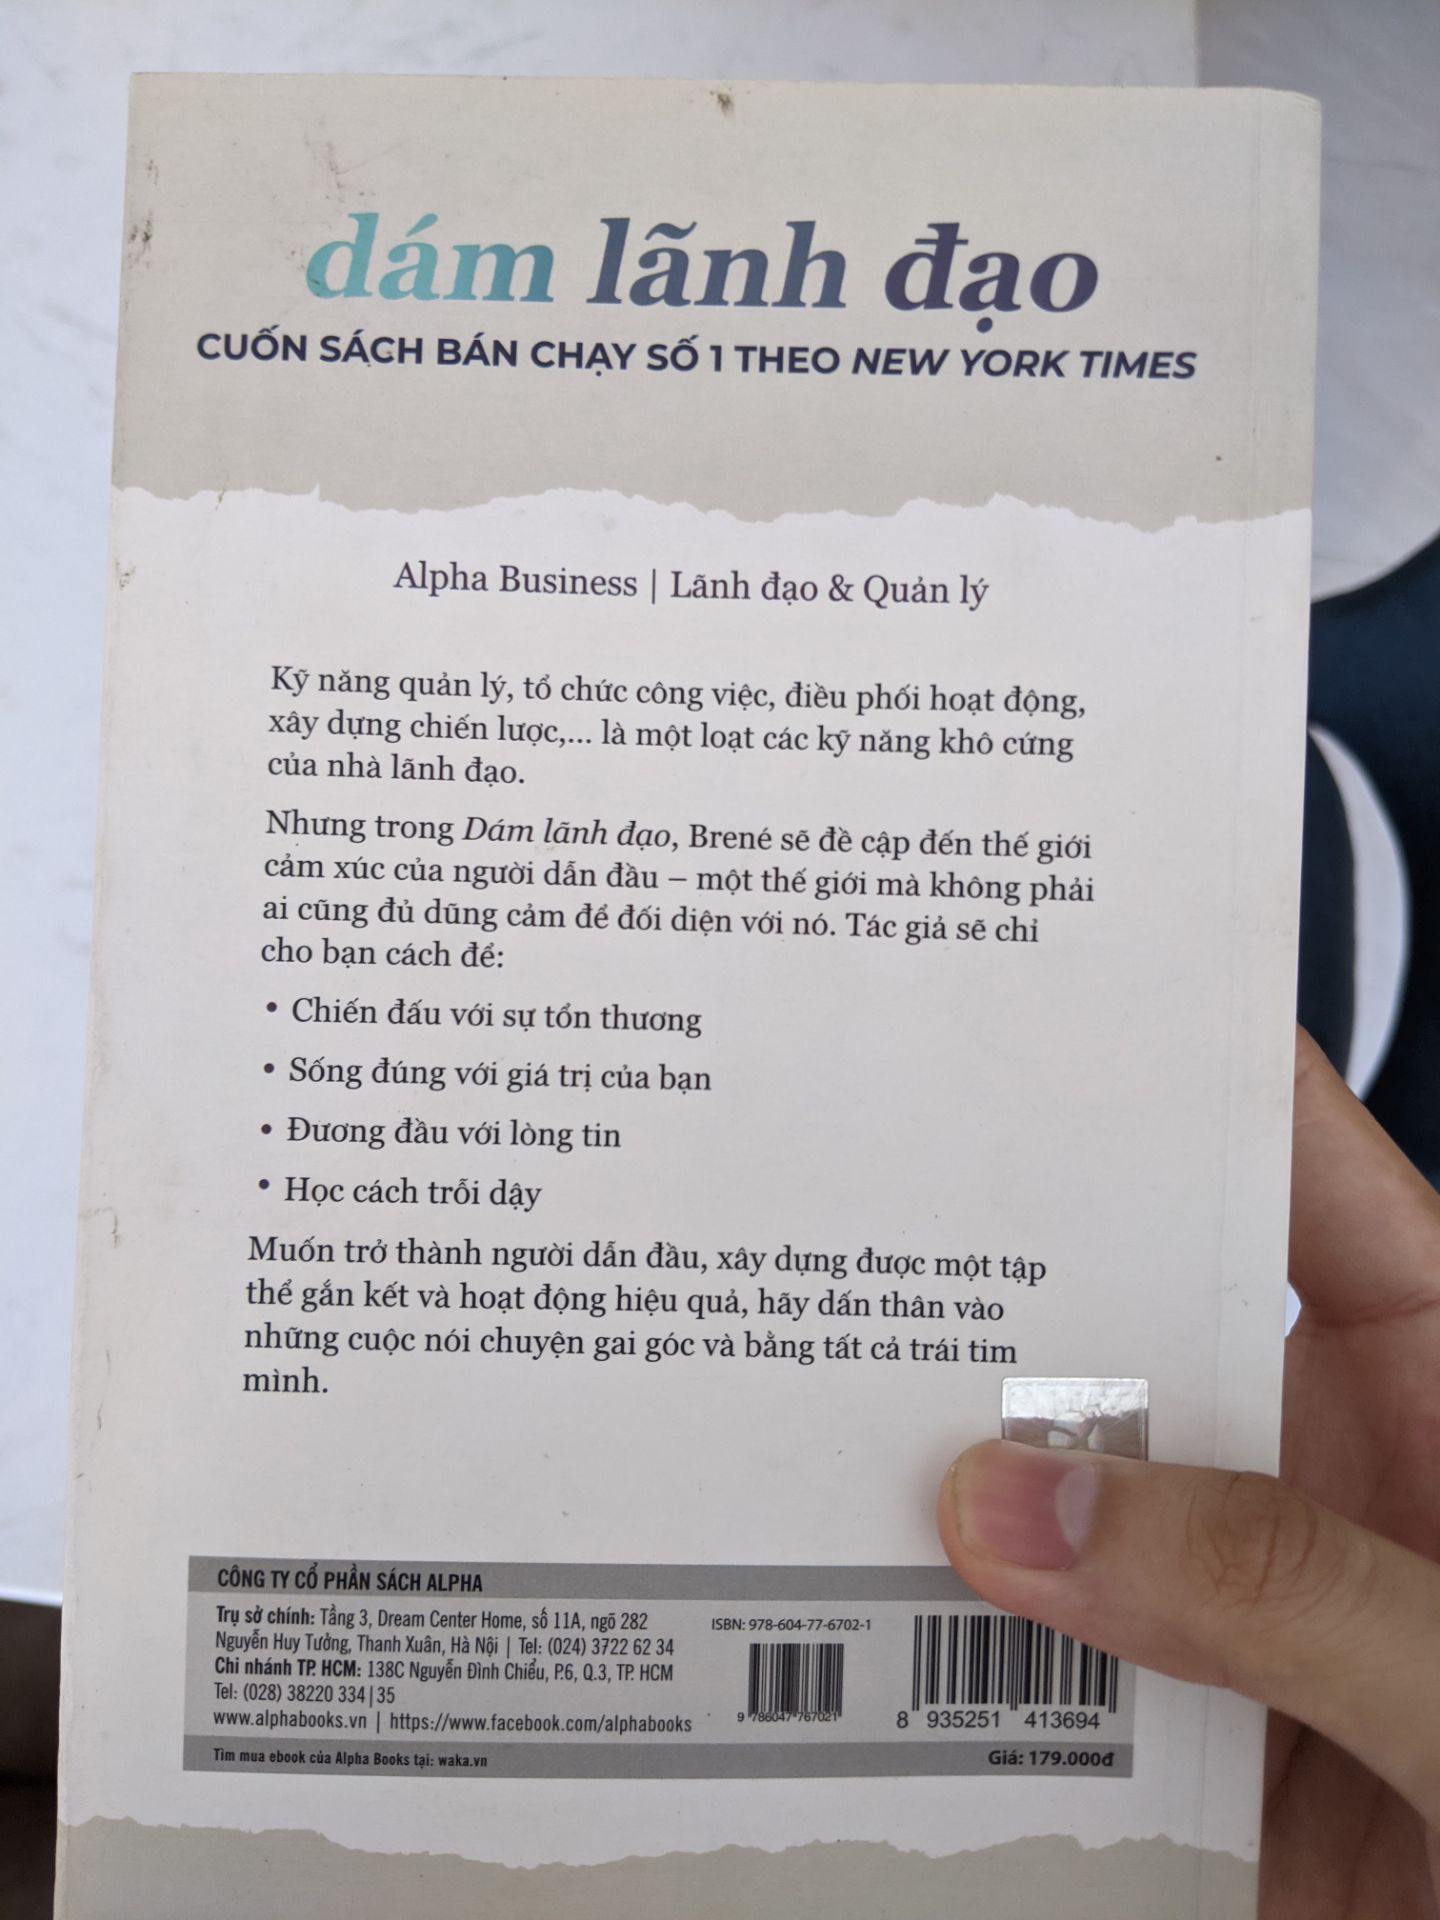 dám lãnh đạo
CUỐN SÁCH BÁN CHẠY SỐ 1 THEO NEW YORK TIMES
Alpha Business | Lãnh đạo & Quản lý
Kỹ năng quản lý, tổ chức công việc, điều phối hoạt động,
xây dựng chiến lược,... là một loạt các kỹ năng khô cứng
của nhà lãnh đạo.
Nhưng trong Dám lãnh đạo, Brené sẽ đề cập đến thế giới
cảm xúc của người dẫn đầu – một thế giới mà không phải
ai cũng đủ dũng cảm để đối diện với nó. Tác giả sẽ chỉ
cho bạn cách để:
• Chiến đấu với sự tổn thương
• Sống đúng với giá trị của bạn
• Đương đầu với lòng tin
• Học cách trỗi dậy
Muốn trở thành người dẫn đầu, xây dựng được một tập
thể gắn kết và hoạt động hiệu quả, hãy dấn thân vào
những cuộc nói chuyện gai góc và bằng tất cả trái tim
mình.
CÔNG TY CỔ PHẦN SÁCH ALPHA
Trụ sở chính: Tầng 3, Dream Center Home, số 11A, ngõ 282
Nguyễn Huy Tưởng, Thanh Xuân, Hà Nội | Tel: (024) 3722 62 34
Chi nhánh TP. HCM: 138C Nguyễn Đình Chiểu, P.6, Q.3, TP. HCM
Tel: (028) 38220 334|35
www.alphabooks.vn | https://www.facebook.com/alphabooks
Tìm mua ebook của Alpha Books tại: waka.vn
ISBN: 978-604-77-6702-1
9 786047 767021
8 935251 413694
Giá: 179.000đ